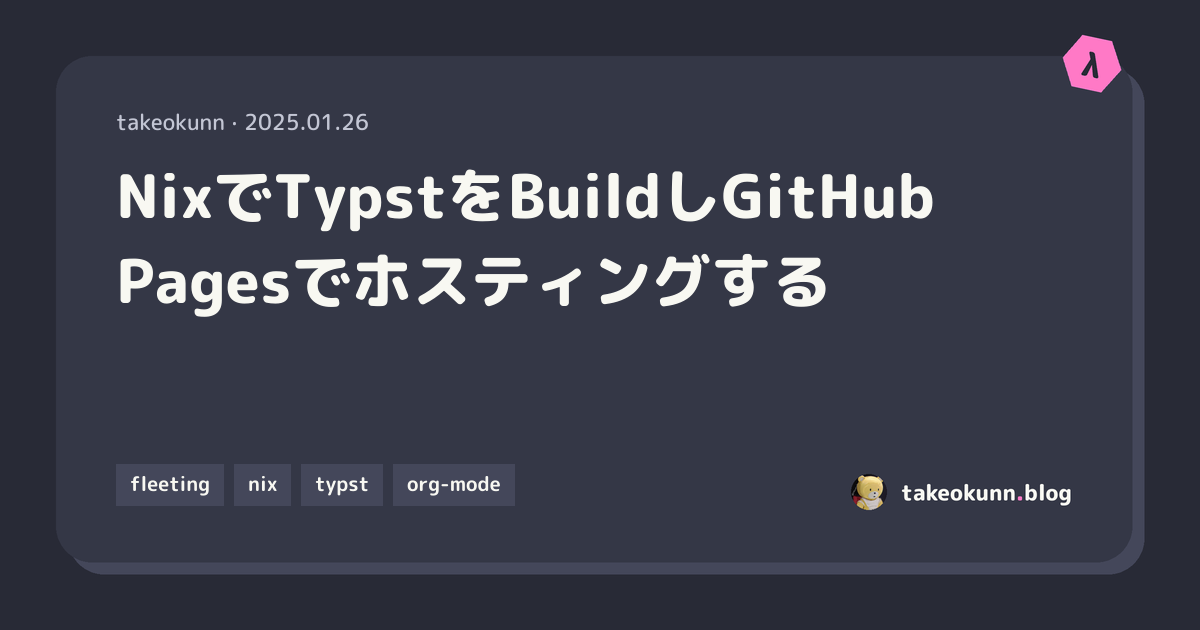 λ
takeokunn · 2025.01.26
NixでTypstをBuildしGitHub
Pagesでホスティングする
fleeting nix typst org-mode
takeokunn.blog